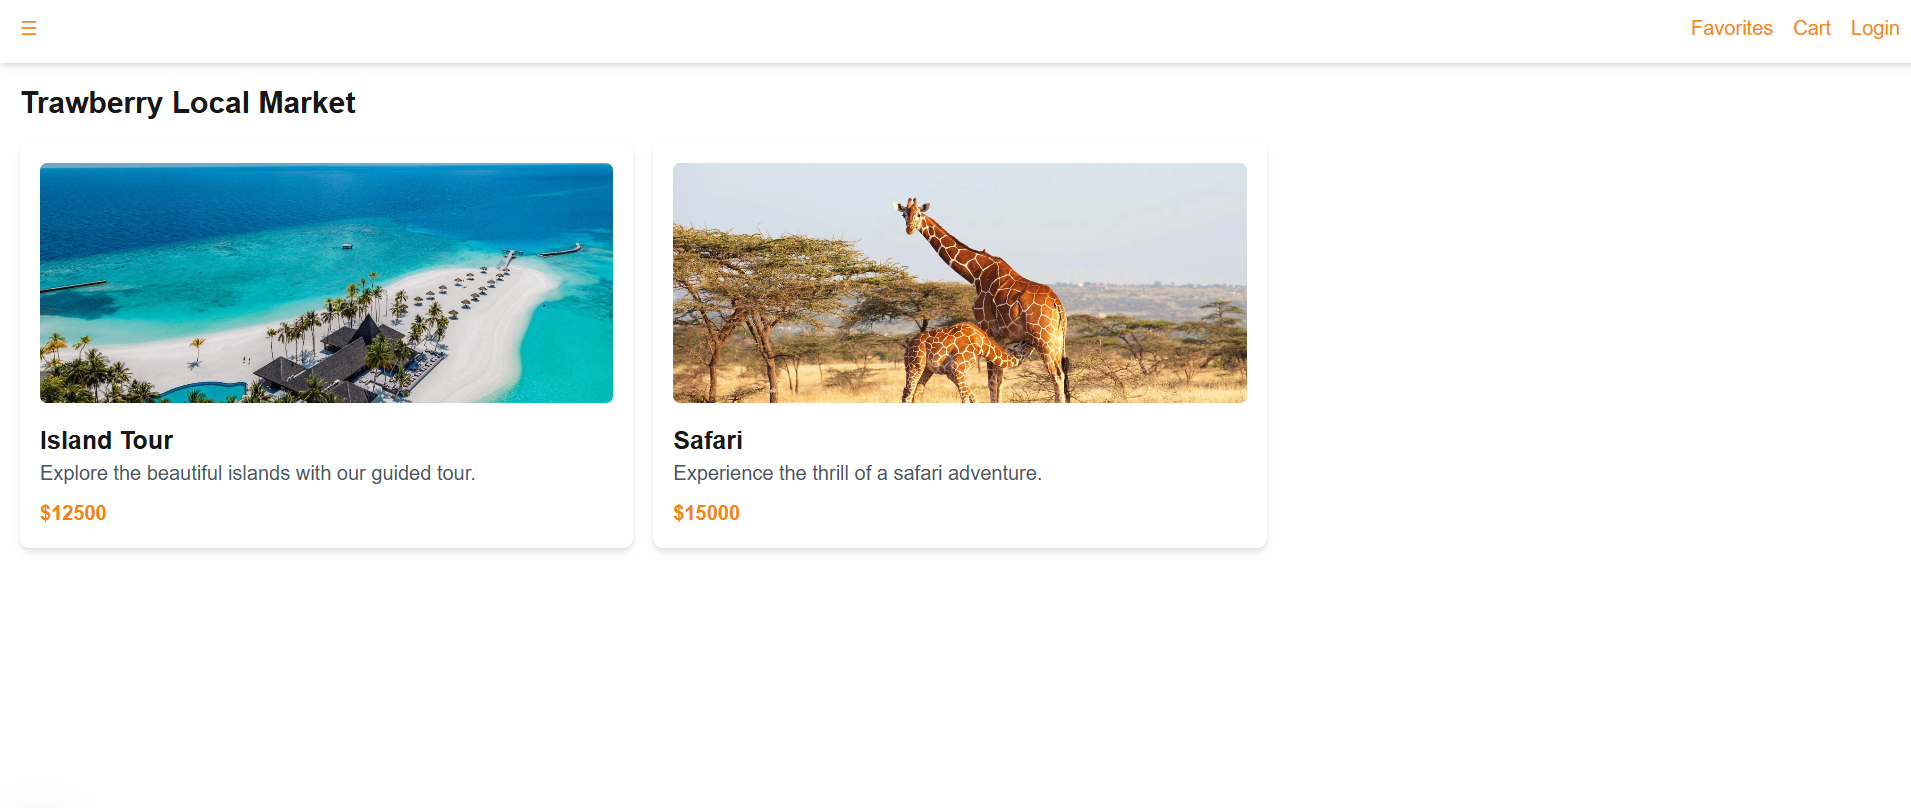 ☰
Favorites Cart Login
Trawberry Local Market
Island Tour
Explore the beautiful islands with our guided tour.
$12500
Safari
Experience the thrill of a safari adventure.
$15000